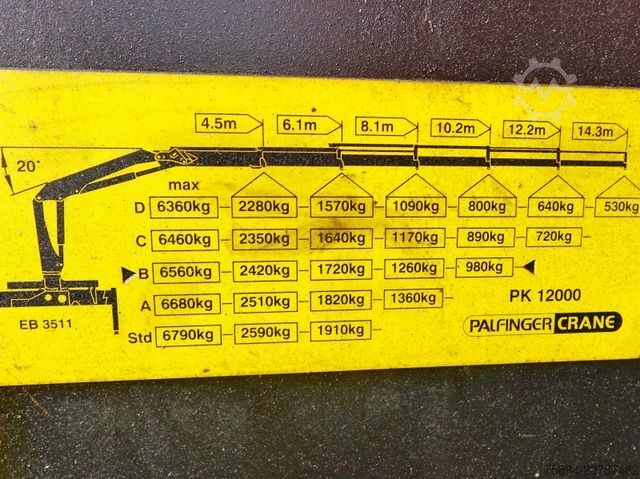 4.5m 6.1m 8.1m 10.2m 12.2m 14.3m
20°
max
D 6360kg 2280kg 1570kg 1090kg 800kg 640kg 530kg
C 6460kg 2350kg 1640kg 1170kg 890kg 720kg
B 6560kg 2420kg 1720kg 1260kg 980kg
A 6680kg 2510kg 1820kg 1360kg
PK 12000
EB 3511
Std 6790kg 2590kg 1910kg
PALFINGER CRANE